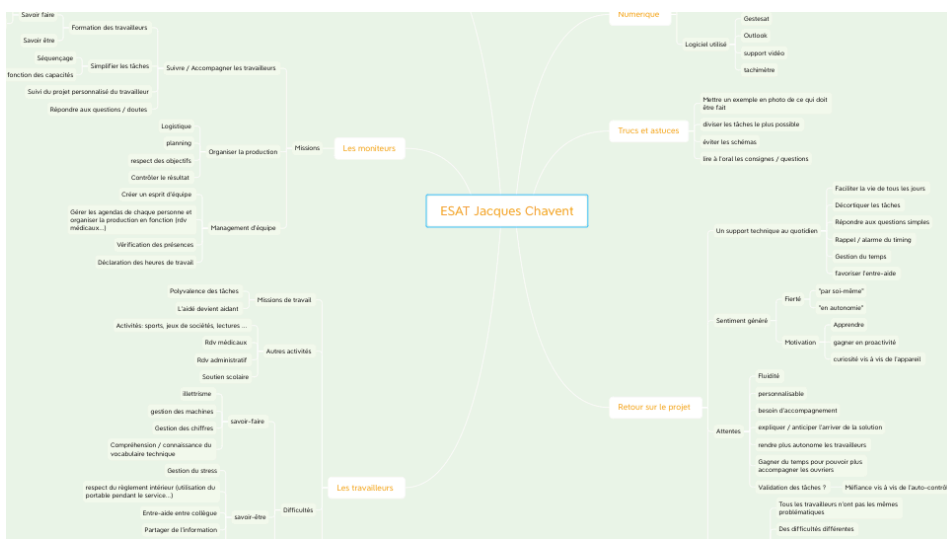 ESAT Jacques Chavent
Les moniteurs
Missions
Suivre / Accompagner les travailleurs
Formation des travailleurs
Savoir faire
Savoir être
Simplifier les tâches
Séquençage
fonction des capacités
Suivi du projet personnalisé du travailleur
Répondre aux questions / doutes
Organiser la production
Logistique
planning
respect des objectifs
Contrôler le résultat
Management d'équipe
Créer un esprit d'équipe
Gérer les agendas de chaque personne et
organiser la production en fonction (rdv
médicaux...)
Vérification des présences
Déclaration des heures de travail
Les travailleurs
Missions de travail
Polyvalence des tâches
L'aidé devient aidant
Autres activités
Activités: sports, jeux de sociétés, lectures ...
Rdv médicaux
Rdv administratif
Soutien scolaire
Difficultés
savoir-faire
illettrisme
gestion des machines
Gestion des chiffres
Compréhension / connaissance du
vocabulaire technique
savoir-être
Gestion du stress
respect du règlement intérieur (utilisation du
portable pendant le service...)
Entre-aide entre collègue
Partager de l'information
Numérique
Logiciel utilisé
Gestesat
Outlook
support vidéo
tachimètre
Trucs et astuces
Mettre un exemple en photo de ce qui doit
être fait
diviser les tâches le plus possible
éviter les schémas
lire à l'oral les consignes / questions
Retour sur le projet
Un support technique au quotidien
Faciliter la vie de tous les jours
Décortiquer les tâches
Répondre aux questions simples
Rappel / alarme du timing
Gestion du temps
favoriser l'entre-aide
Sentiment généré
Fierté
"par soi-même"
"en autonomie"
Motivation
Apprendre
gagner en proactivité
curiosité vis à vis de l'appareil
Attentes
Fluidité
personnalisable
besoin d'accompagnement
expliquer / anticiper l'arriver de la solution
rendre plus autonome les travailleurs
Gagner du temps pour pouvoir plus
accompagner les ouvriers
Validation des tâches ?
Méfiance vis à vis de l'auto-contrô
Tous les travailleurs n'ont pas les mêmes
problématiques
Des difficultés différentes